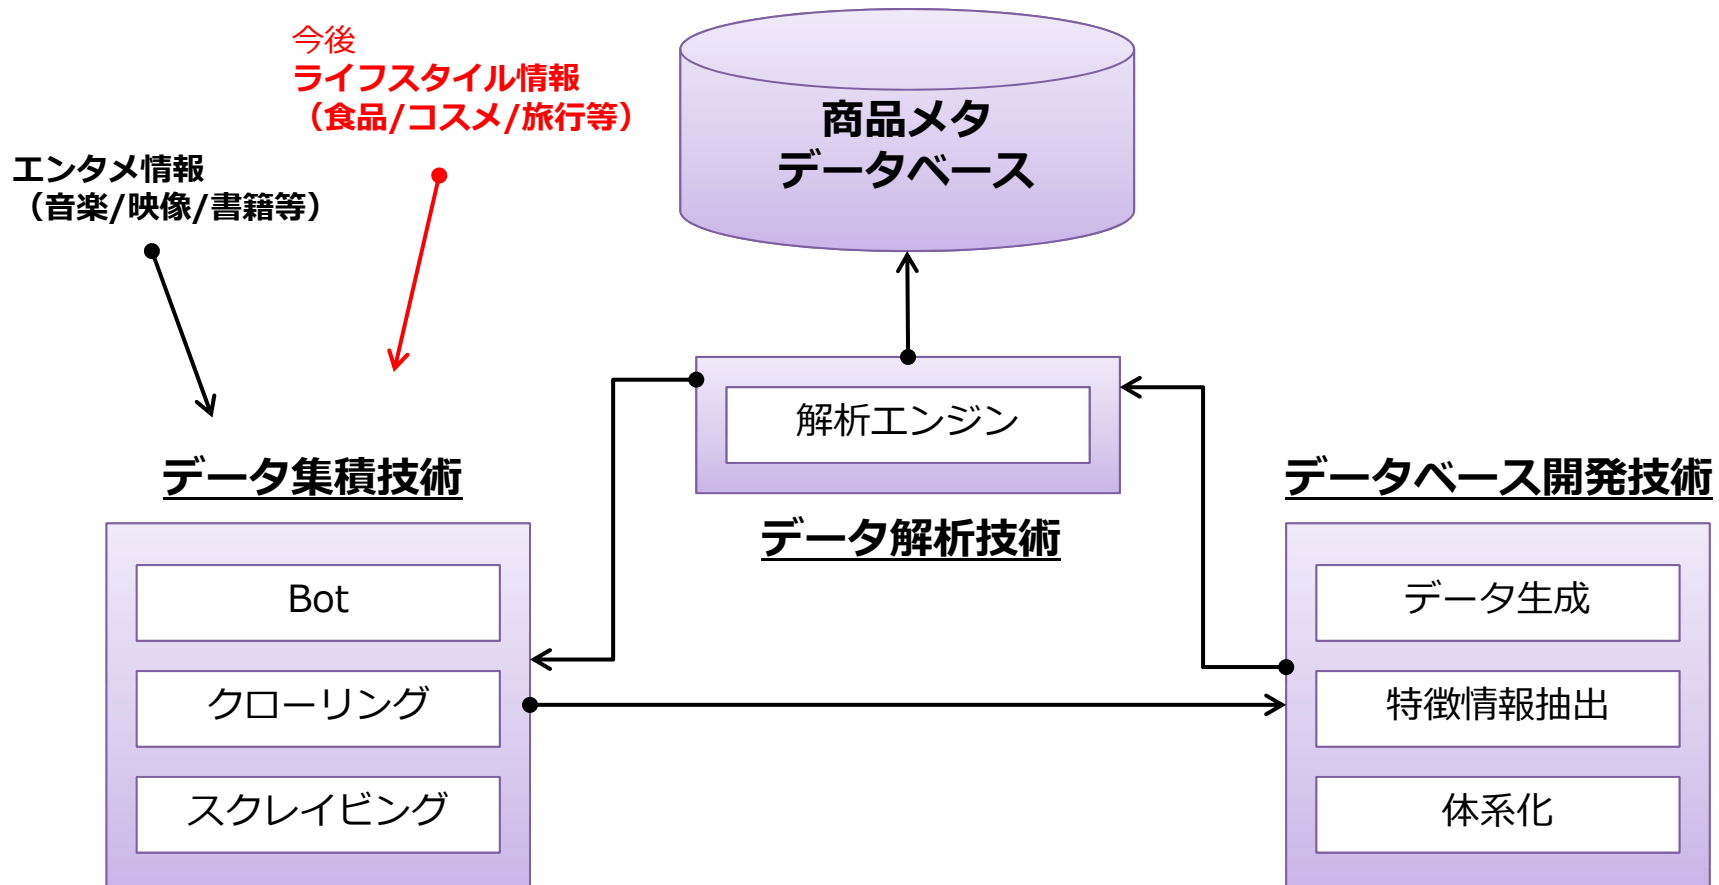 今後
ライフスタイル情報
（食品/コスメ/旅行等）
エンタメ情報
（音楽/映像/書籍等）
商品メタ
データベース
解析エンジン
データ解析技術
データ集積技術
Bot
クローリング
スクレイビング
データベース開発技術
データ生成
特徴情報抽出
体系化